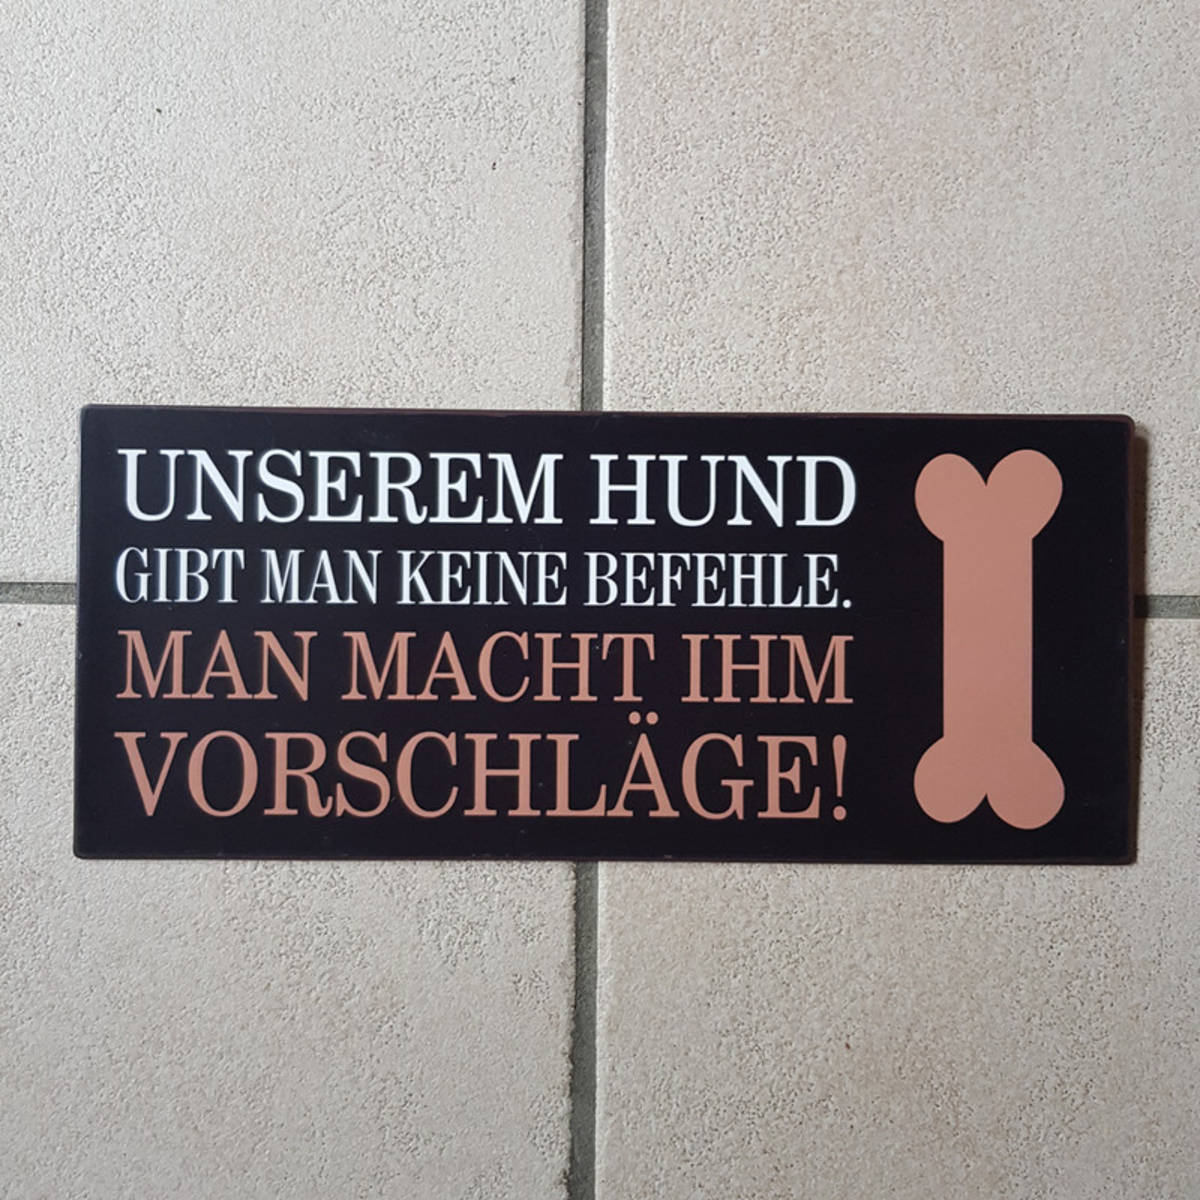 UNSEREM HUND
GIBT MAN KEINE BEFEHLE.
MAN MACHT IHM
VORSCHLÄGE!